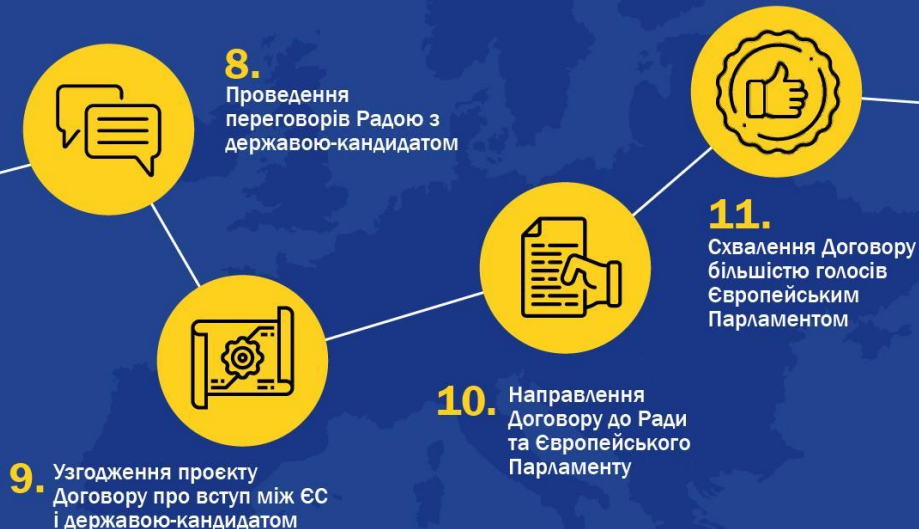 8.
Проведення
переговорів Радою з
державою-кандидатом
9. Узгодження проєкту
Договору про вступ між ЄС
і державою-кандидатом
10. Направлення
Договору до Ради
та Європейського
Парламенту
11.
Схвалення Договору
більшістю голосів
Європейським
Парламентом